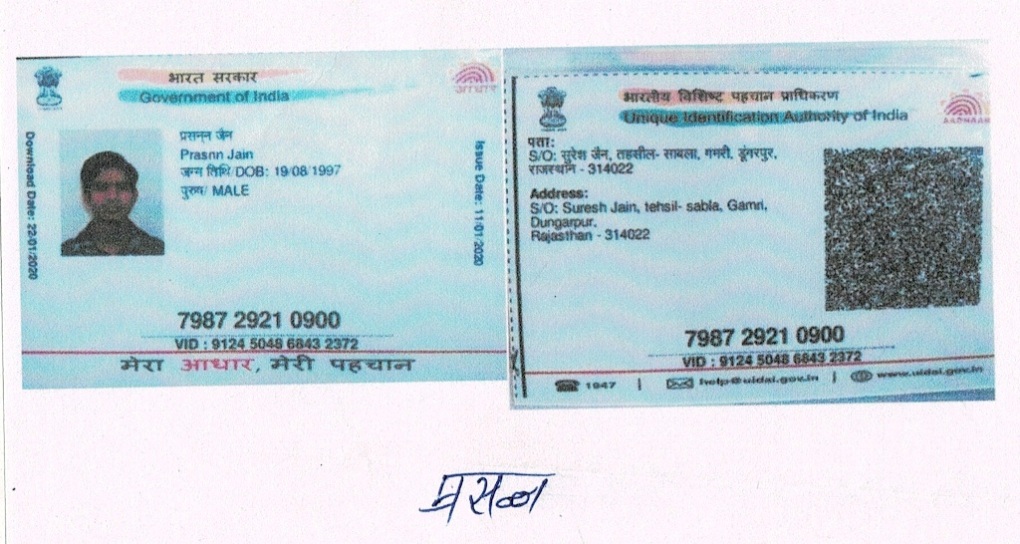 भारत सरकार
Government of India
आधार
Download Date: 22/01/2020
प्रसन्न जैन
Prasnn Jain
जन्म तिथि/DOB: 19/08/1997
पुरुष/ MALE
Issue Date: 11/01/2020
7987 2921 0900
VID : 9124 5048 6843 2372
मेरा आधार, मेरी पहचान
भारतीय विशिष्ट पहचान प्राधिकरण
Unique Identification Authority of India
AADHAAR
पता:
S/O: सुरेश जैन, तहसील- साबला, गमरी, डूंगरपुर,
राजस्थान - 314022
Address:
S/O: Suresh Jain, tehsil- sabla, Gamri,
Dungarpur,
Rajasthan - 314022
7987 2921 0900
VID : 9124 5048 6843 2372
1947 | help@uidai.gov.in | www.uidai.gov.in
प्रसन्न